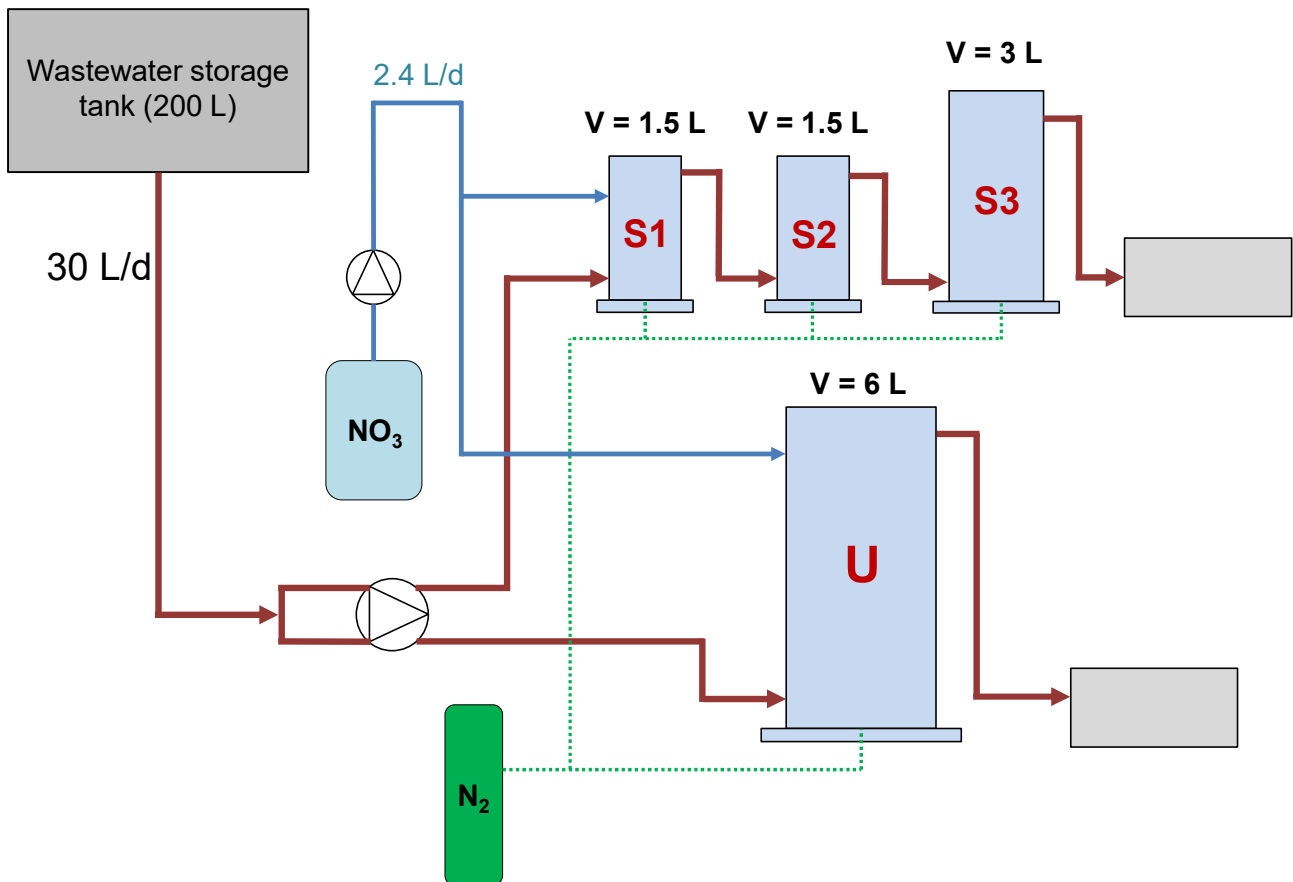 Wastewater storage
tank (200 L)
2.4 L/d
V = 3 L
V = 1.5 L
V = 1.5 L
S1
S2
S3
30 L/d
V = 6 L
NO₃
U
N₂